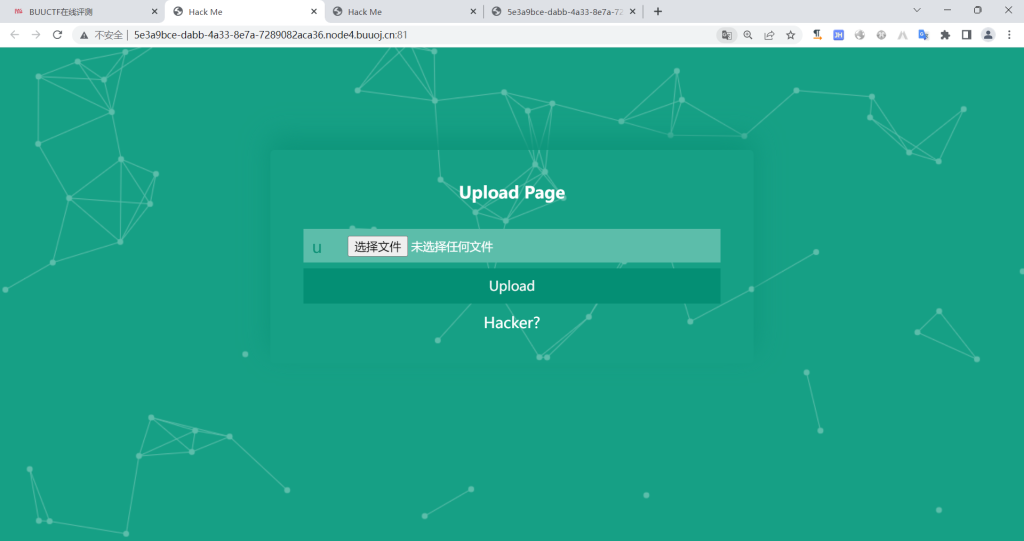 BUUCTF在线评测
Hack Me
Hack Me
5e3a9bce-dabb-4a33-8e7a-72
不安全
5e3a9bce-dabb-4a33-8e7a-7289082aca36.node4.buuoj.cn:81
Upload Page
u
选择文件 未选择任何文件
Upload
Hacker?